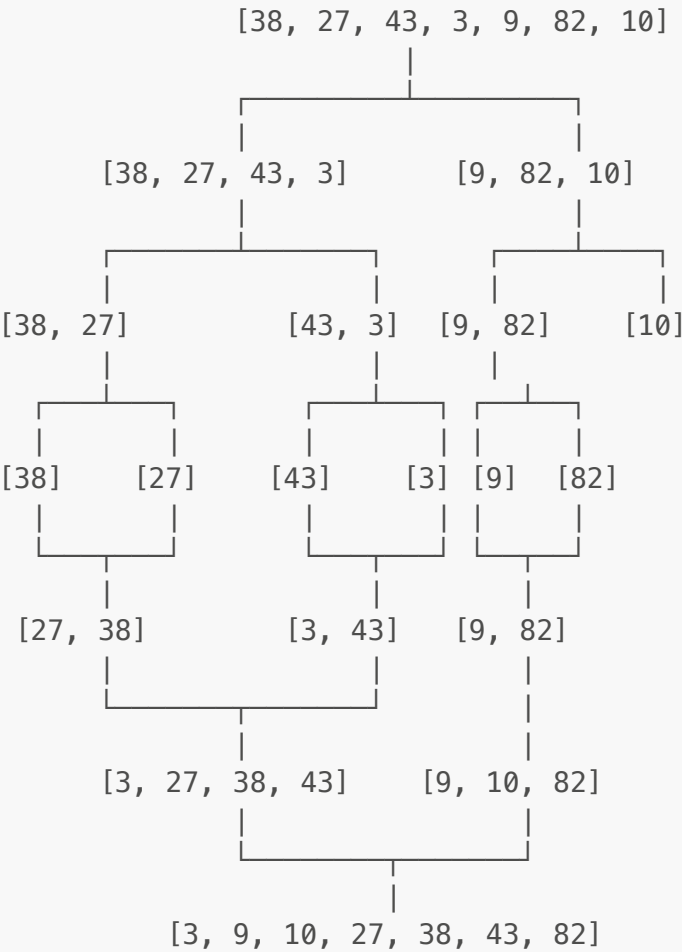 [38, 27, 43, 3, 9, 82, 10]
[38, 27, 43, 3] [9, 82, 10]
[38, 27] [43, 3] [9, 82] [10]
[38] [27] [43] [3] [9] [82]
[27, 38] [3, 43] [9, 82]
[3, 27, 38, 43] [9, 10, 82]
[3, 9, 10, 27, 38, 43, 82]